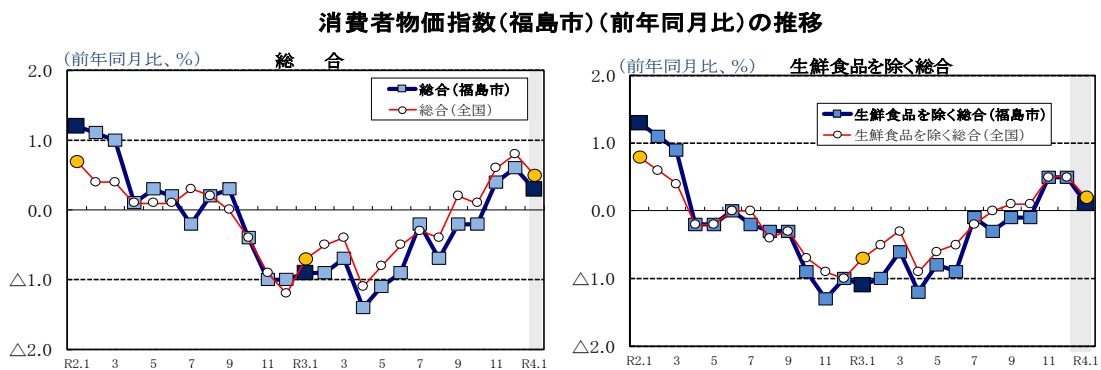 消費者物価指数（福島市）（前年同月比）の推移
（前年同月比、％）
総　合
2.0
1.0
0.0
△1.0
△2.0
総合（福島市）
総合（全国）
R2.1 3 5 7 9 11 R3.1 3 5 7 9 11 R4.1
（前年同月比、％）
生鮮食品を除く総合
2.0
1.0
0.0
△1.0
△2.0
生鮮食品を除く総合（福島市）
生鮮食品を除く総合（全国）
R2.1 3 5 7 9 11 R3.1 3 5 7 9 11 R4.1